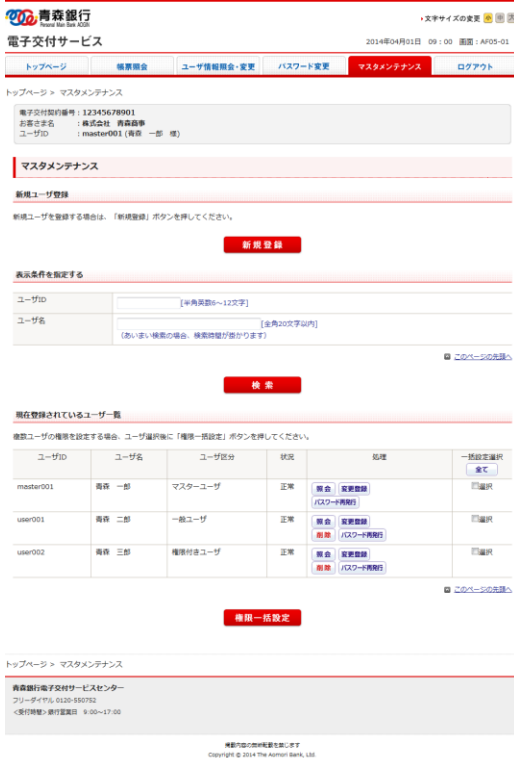 青森銀行
Personal Main Bank AOGIN
文字サイズの変更 中
電子交付サービス
2014年04月01日 09:00 画面:AF05-01
トップページ 帳票照会 ユーザ情報照会・変更 パスワード変更 マスタメンテナンス ログアウト
トップページ > マスタメンテナンス
電子交付契約番号:12345678901
お客さま名 :株式会社 青森商事
ユーザID :master001 (青森 一郎 様)
マスタメンテナンス
新規ユーザ登録
新規ユーザを登録する場合は、「新規登録」ボタンを押してください。
新規登録
表示条件を指定する
ユーザID [半角英数6～12文字]
ユーザ名 [全角20文字以内]
(あいまい検索の場合、検索時間が掛かります)
このページの先頭へ
検索
現在登録されているユーザ一覧
複数ユーザの権限を設定する場合、ユーザ選択後に「権限一括設定」ボタンを押してください。
ユーザID ユーザ名 ユーザ区分 状況 処理 一括設定選択
全て
master001 青森 一郎 マスターユーザ 正常 照会 変更登録 選択
パスワード再発行
user001 青森 二郎 一般ユーザ 正常 照会 変更登録 選択
削除 パスワード再発行
user002 青森 三郎 権限付きユーザ 正常 照会 変更登録 選択
削除 パスワード再発行
このページの先頭へ
権限一括設定
トップページ > マスタメンテナンス
青森銀行電子交付サービスセンター
フリーダイヤル 0120-550752
<受付時間> 銀行営業日 9:00～17:00
掲載内容の無断転載を禁じます
Copyright © 2014 The Aomori Bank, Ltd.